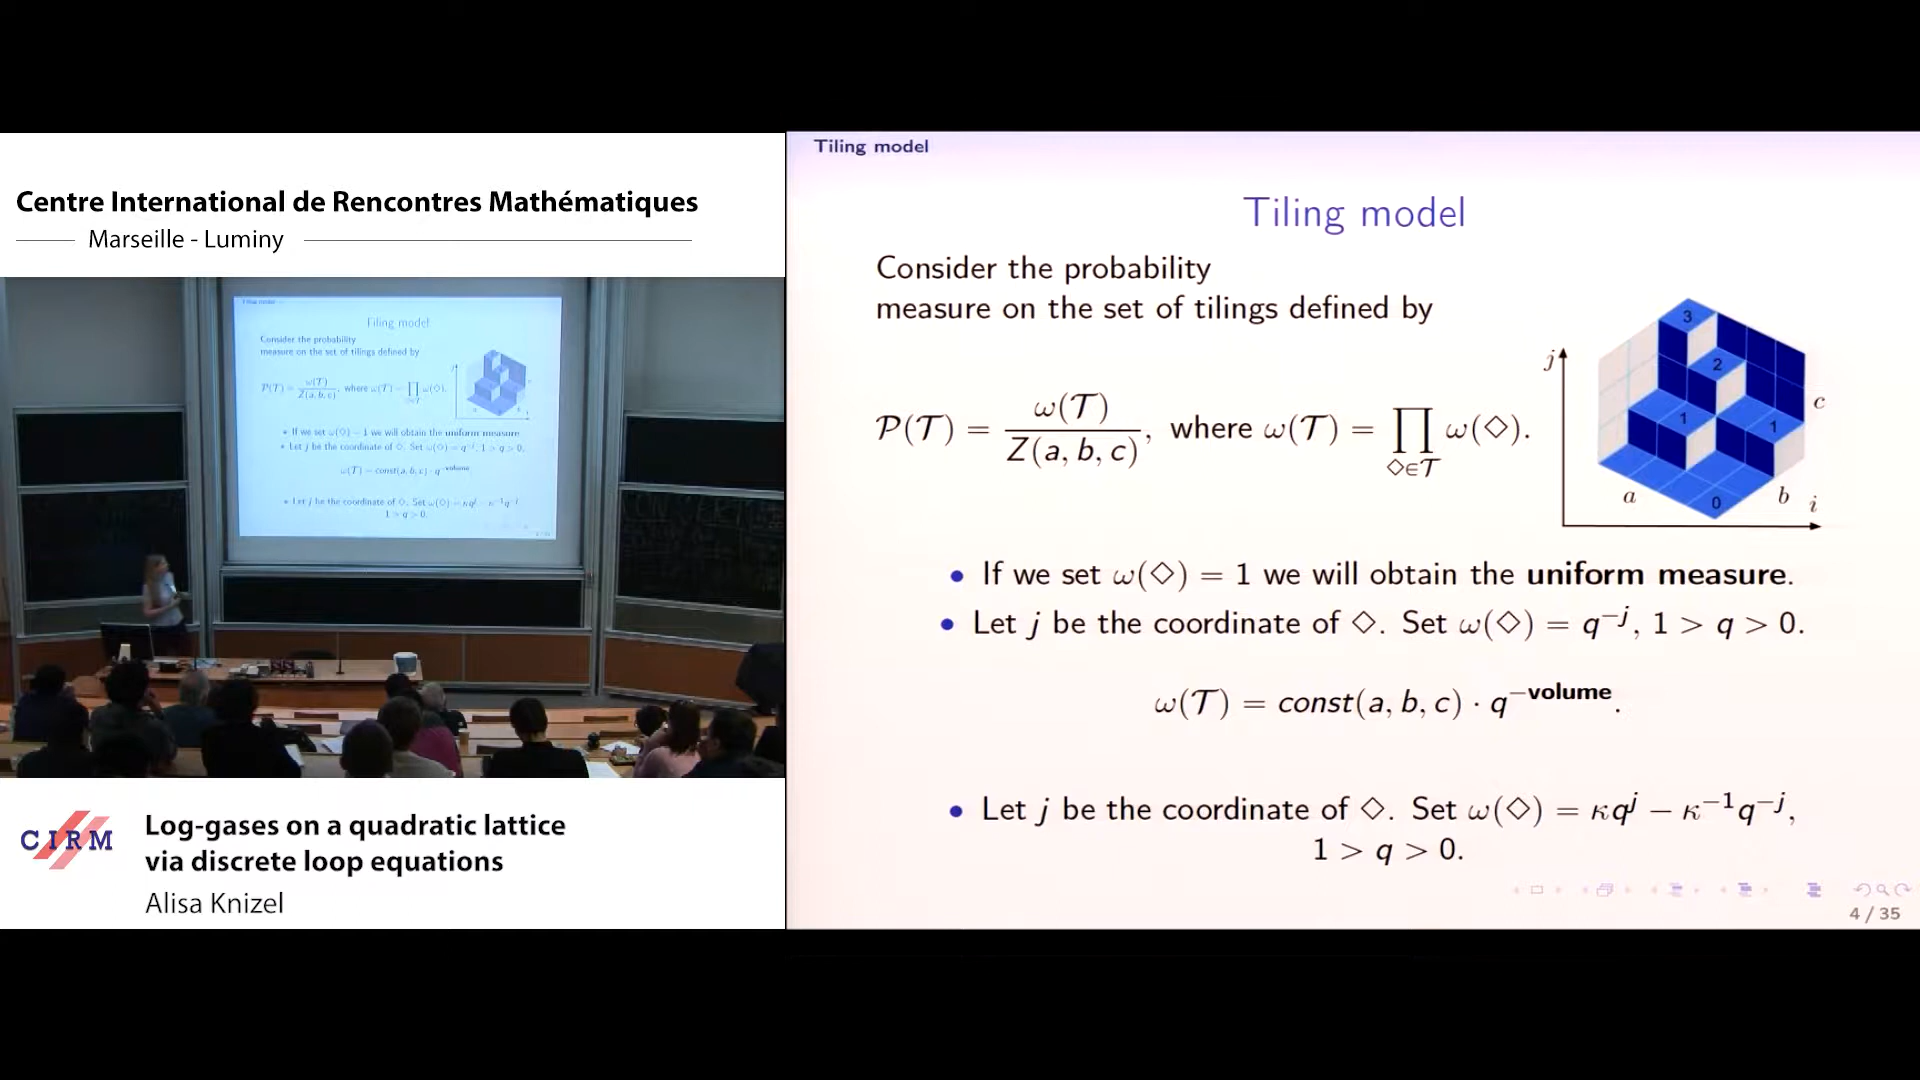 Centre International de Rencontres Mathématiques
Marseille - Luminy
CIRM
Log-gases on a quadratic lattice
via discrete loop equations
Alisa Knizel
Tiling model
Tiling model
Consider the probability
measure on the set of tilings defined by
𝒫(𝒯) = ω(𝒯) / Z(a, b, c), where ω(𝒯) = ∏_{◇∈𝒯} ω(◇).
j
3
2
1
1
0
a
b
c
i
• If we set ω(◇) = 1 we will obtain the uniform measure.
• Let j be the coordinate of ◇. Set ω(◇) = q^{−j}, 1 > q > 0.
ω(𝒯) = const(a, b, c) · q^{−volume}.
• Let j be the coordinate of ◇. Set ω(◇) = κq^{j} − κ^{−1}q^{−j},
1 > q > 0.
4 / 35